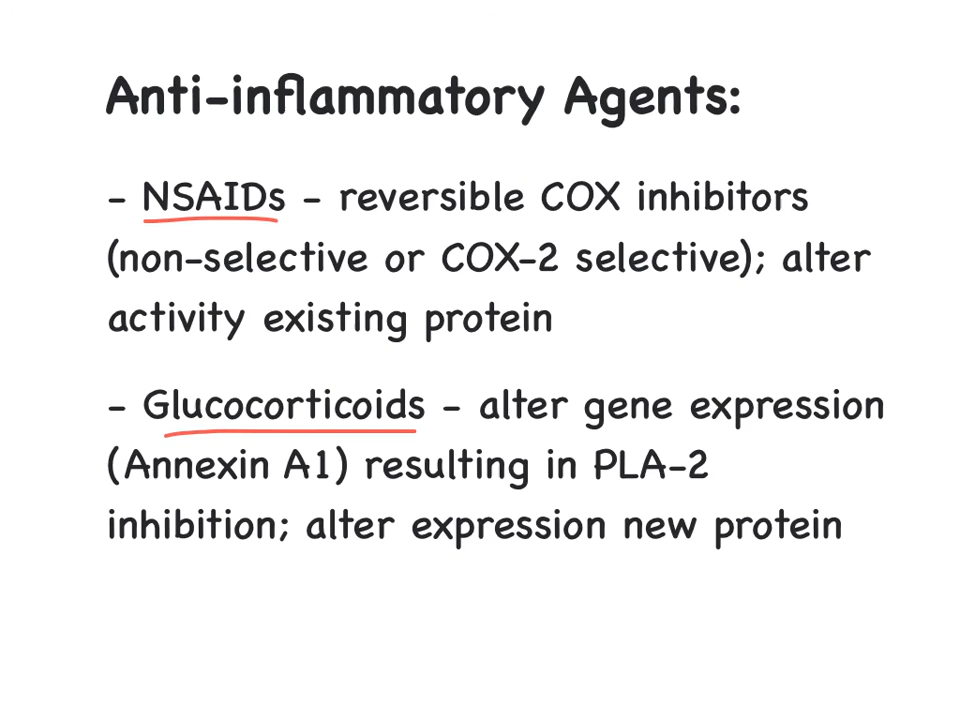 Anti-inflammatory Agents:
- NSAIDs - reversible COX inhibitors
(non-selective or COX-2 selective); alter
activity existing protein
- Glucocorticoids - alter gene expression
(Annexin A1) resulting in PLA-2
inhibition; alter expression new protein